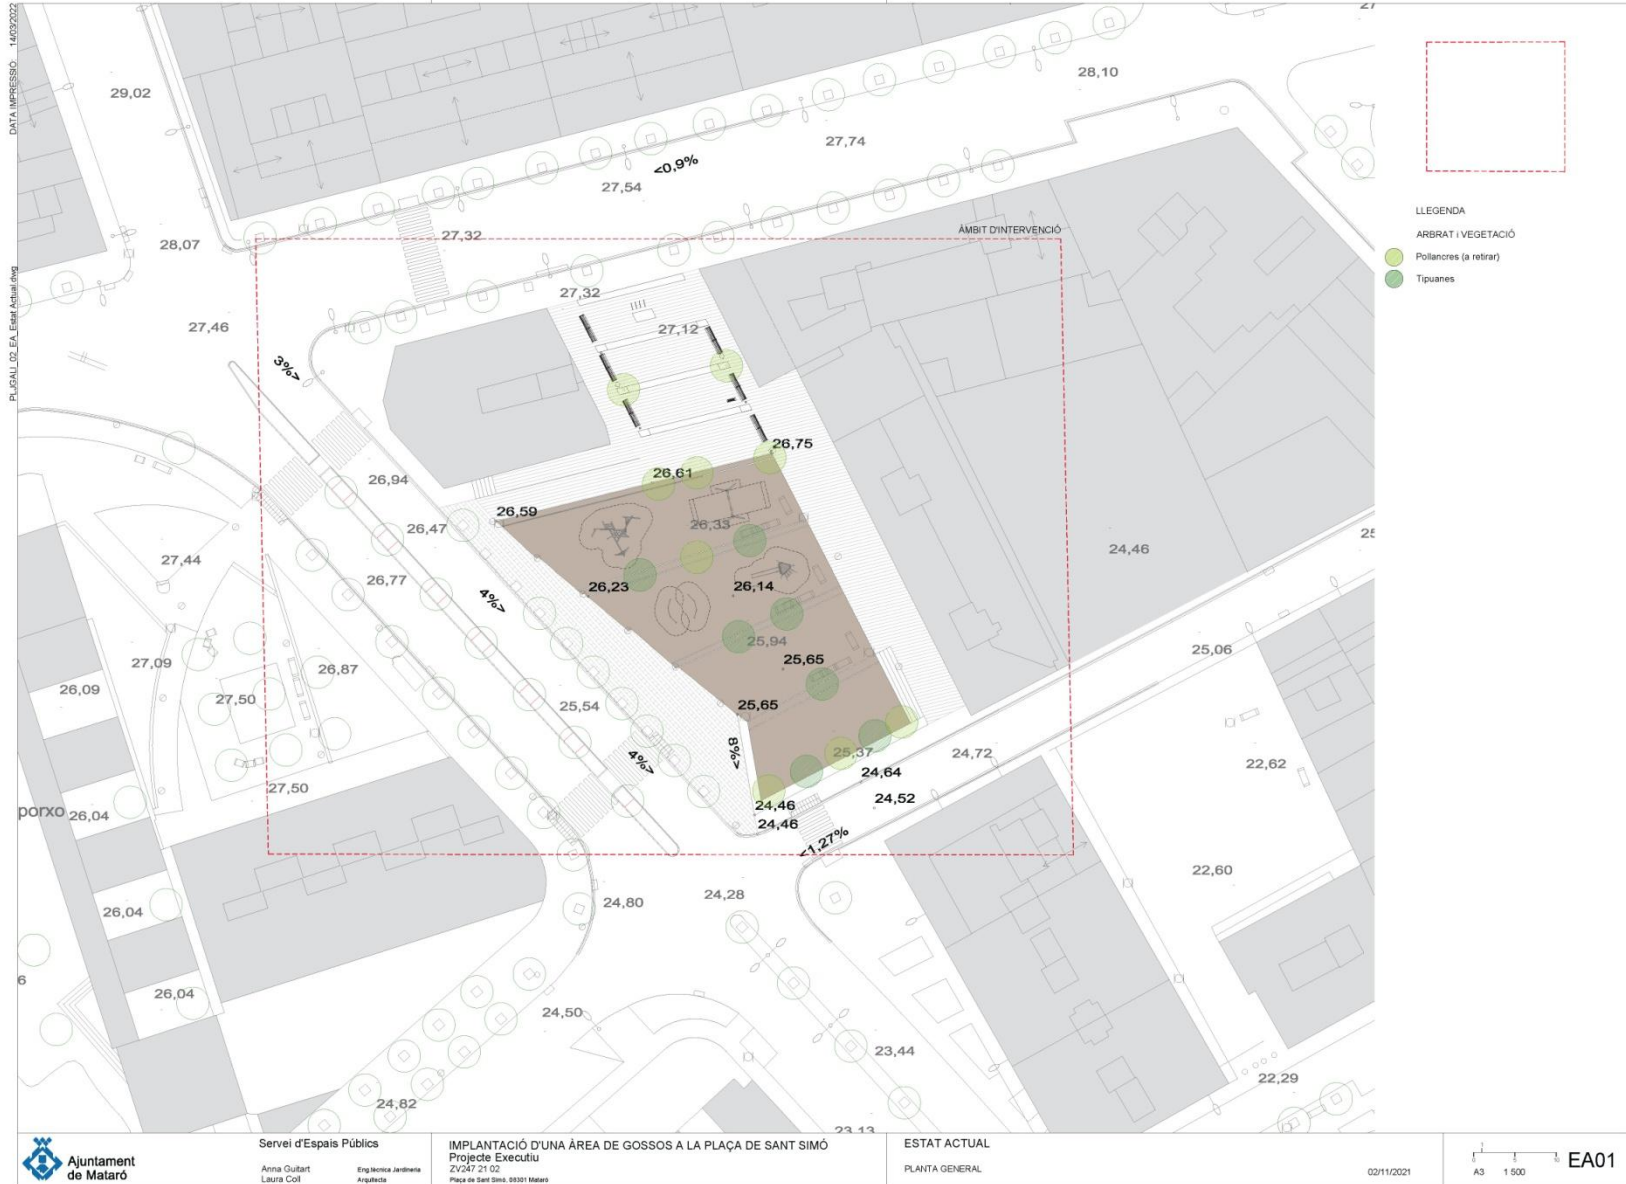 DATA IMPRESSIÓ: 14/03/2022
PLJGALI_02_EA_Estat Actual.dwg
29,02
28,10
27,74
<0,9%
27,54
28,07
27,32
ÀMBIT D'INTERVENCIÓ
27,46
27,32
27,12
3%>
26,75
26,94
26,61
26,59
26,47
26,33
27,44
24,46
26,77
4%>
26,23
26,14
27,09
26,87
25,94
25,06
26,09
27,50
25,65
25,54
25,65
8%>
25,37
24,72
4%>
24,64
22,62
27,50
24,46
24,52
porxo
26,04
24,46
<1,27%
22,60
26,04
24,80
24,28
26,04
24,50
23,44
24,82
22,29
23,13
LLEGENDA
ARBRAT i VEGETACIÓ
Pollancres (a retirar)
Tipuanes
Ajuntament
de Mataró
Servei d'Espais Públics
Anna Guitart Eng.tècnica Jardineria
Laura Coll Arquitecta
IMPLANTACIÓ D'UNA ÀREA DE GOSSOS A LA PLAÇA DE SANT SIMÓ
Projecte Executiu
ZV247 21 02
Plaça de Sant Simó, 08301 Mataró
ESTAT ACTUAL
PLANTA GENERAL
02/11/2021
A3 1 500
EA01